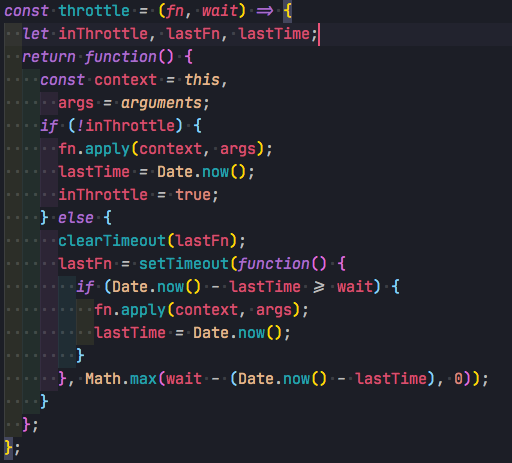 const throttle = (fn, wait) => {
  let inThrottle, lastFn, lastTime;
  return function() {
    const context = this,
      args = arguments;
    if (!inThrottle) {
      fn.apply(context, args);
      lastTime = Date.now();
      inThrottle = true;
    } else {
      clearTimeout(lastFn);
      lastFn = setTimeout(function() {
        if (Date.now() - lastTime >= wait) {
          fn.apply(context, args);
          lastTime = Date.now();
        }
      }, Math.max(wait - (Date.now() - lastTime), 0));
    }
  };
};